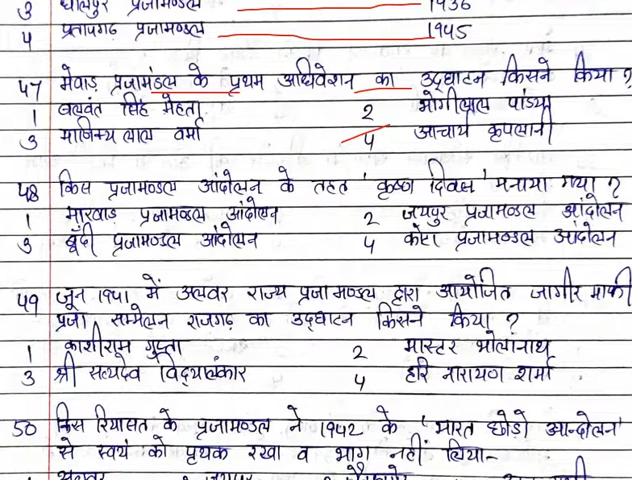 3 धौलपुर प्रजामण्डल 1936
4 प्रतापगढ़ प्रजामण्डल 1945
47 मेवाड़ प्रजामंडल के प्रथम अधिवेशन का उद्घाटन किसने किया ?
1 बलवंत सिंह मेहता 2 भोगीलाल पांड्या
3 माणिक्य लाल वर्मा 4 आचार्य कृपलानी
48 किस प्रजामण्डल आंदोलन के तहत 'कृष्णा दिवस' मनाया गया ?
1 मारवाड़ प्रजामण्डल आंदोलन 2 जयपुर प्रजामण्डल आंदोलन
3 बूँदी प्रजामण्डल आंदोलन 4 कोटा प्रजामण्डल आंदोलन
49 जून 1941 में अलवर राज्य प्रजामण्डल द्वारा आयोजित जागीर माफी
प्रजा सम्मेलन राजगढ़ का उद्घाटन किसने किया ?
1 काशीराम गुप्ता 2 मास्टर भोलानाथ
3 श्री सत्यदेव विद्यालंकार 4 हरि नारायण शर्मा
50 किस रियासत के प्रजामण्डल ने 1942 के 'भारत छोड़ो आन्दोलन'
से स्वयं को पृथक रखा व भाग नहीं लिया-